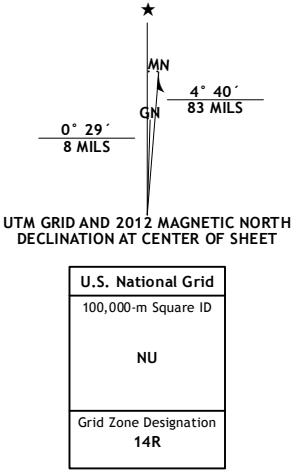 ★
MN
4° 40´
83 MILS
GN
0° 29´
8 MILS
UTM GRID AND 2012 MAGNETIC NORTH
DECLINATION AT CENTER OF SHEET
U.S. National Grid
100,000-m Square ID
NU
Grid Zone Designation
14R